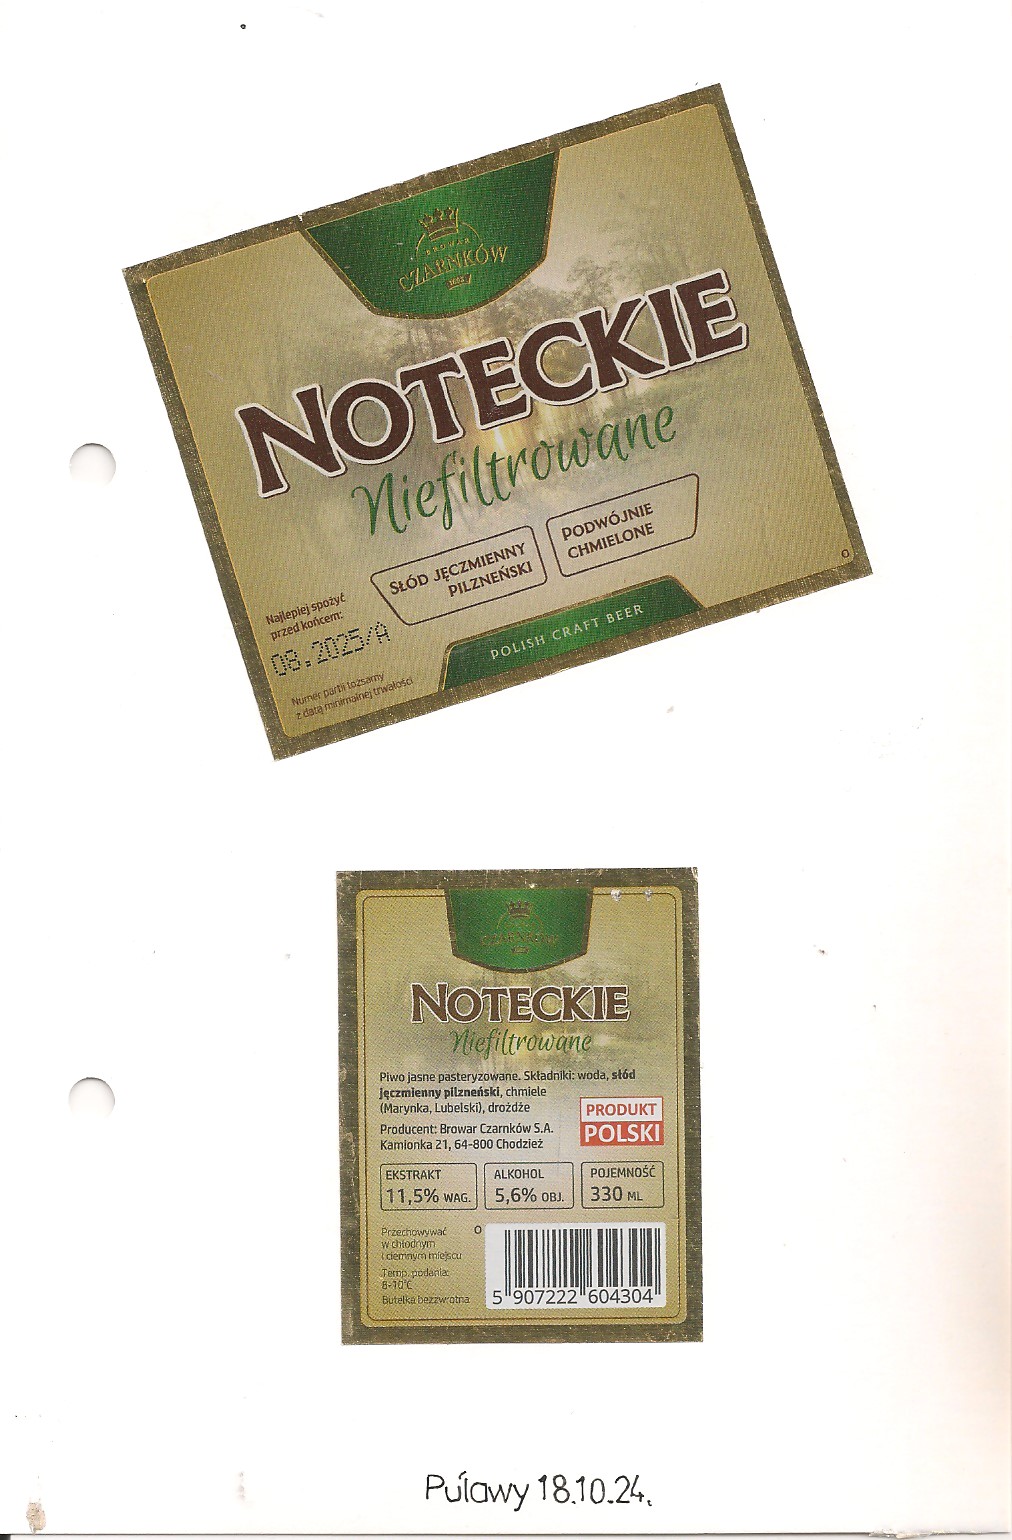 BROWAR
CZARNKÓW
1893
NOTECKIE
Niefiltrowane
SŁÓD JĘCZMIENNY
PILZNEŃSKI
PODWÓJNIE
CHMIELONE
Najlepiej spożyć
przed końcem:
08.2025/A
Numer partii tożsamy
z datą minimalnej trwałości
POLISH CRAFT BEER
CZARNKÓW
NOTECKIE
Niefiltrowane
Piwo jasne pasteryzowane. Składniki: woda, słód
jęczmienny pilzneński, chmiele
(Marynka, Lubelski), drożdże
Producent: Browar Czarnków S.A.
Kamionka 21, 64-800 Chodzież
PRODUKT
POLSKI
EKSTRAKT
11,5% WAG.
ALKOHOL
5,6% OBJ.
POJEMNOŚĆ
330 ML
Przechowywać
w chłodnym
i ciemnym miejscu
Temp. podania:
8-10°C
Butelka bezzwrotna
5 907222 604304
Puławy 18.10.24.